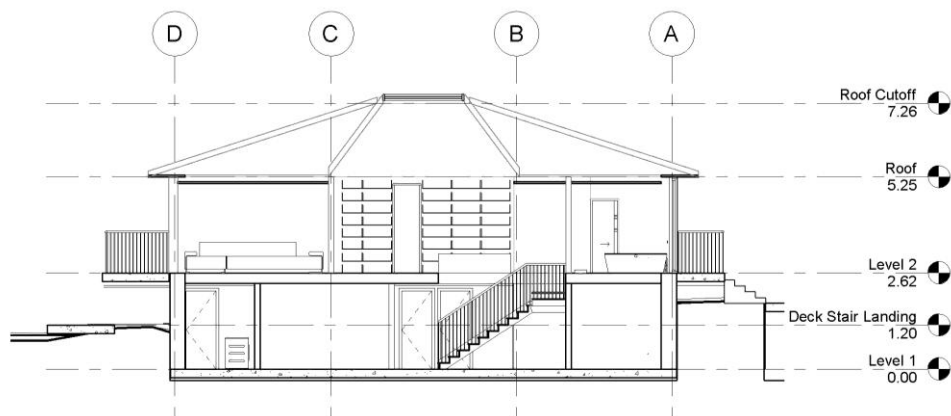 D
C
B
A
Roof Cutoff
7.26
Roof
5.25
Level 2
2.62
Deck Stair Landing
1.20
Level 1
0.00